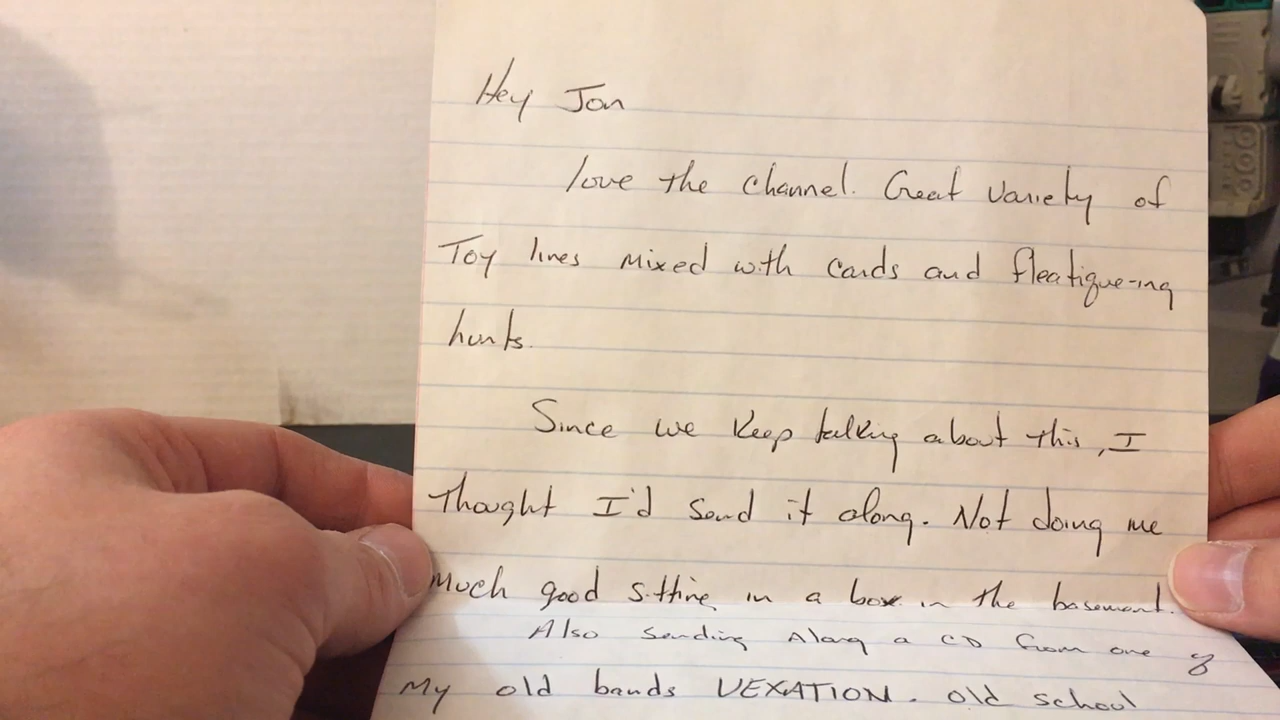 Hey Jon
love the channel. Great variety of
Toy lines mixed with cards and fleatique-ing
hunts.
Since we keep talking about this, I
thought I'd send it along. Not doing me
much good sitting in a box in the basement.
Also sending along a CD from one of
My old bands VEXATION. old school